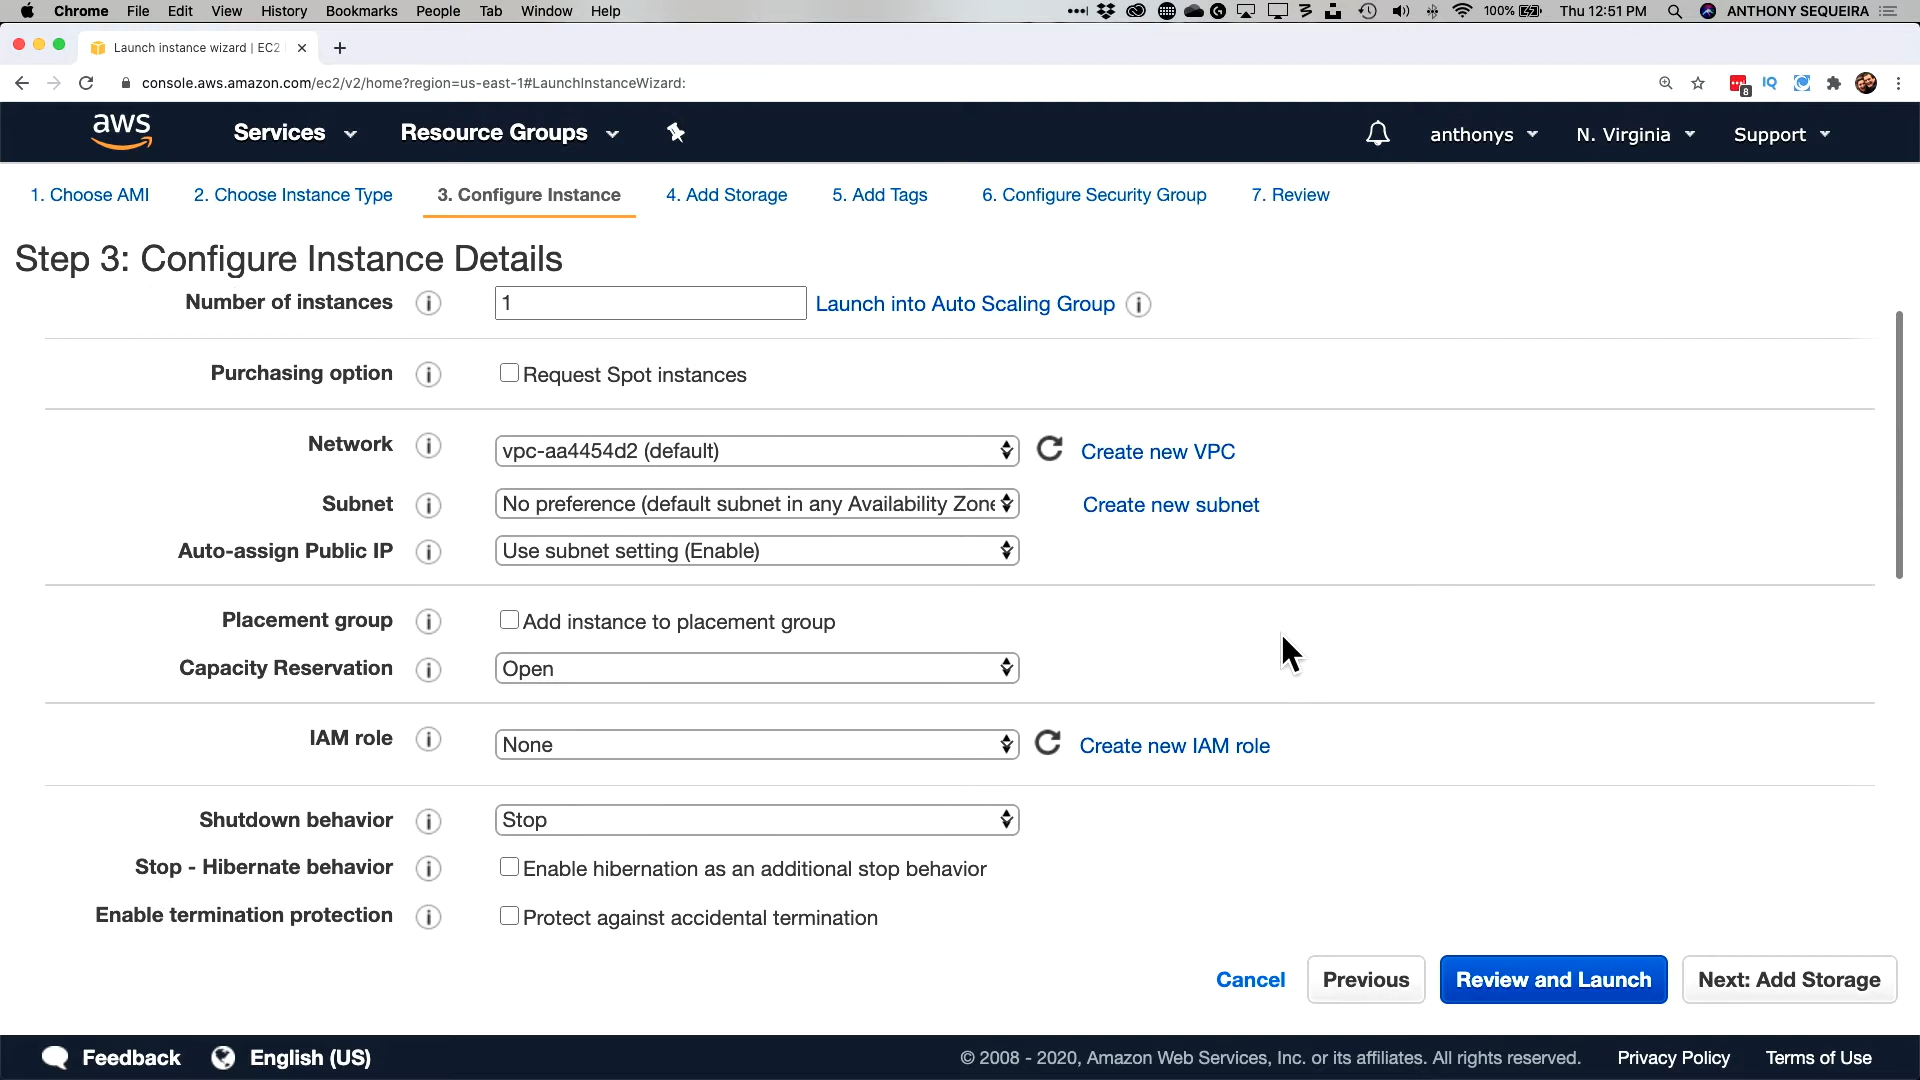 Chrome File Edit View History Bookmarks People Tab Window Help 100% Thu 12:51 PM ANTHONY SEQUEIRA
Launch instance wizard | EC2
console.aws.amazon.com/ec2/v2/home?region=us-east-1#LaunchInstanceWizard:
8 IQ
aws Services Resource Groups anthonys N. Virginia Support
1. Choose AMI 2. Choose Instance Type 3. Configure Instance 4. Add Storage 5. Add Tags 6. Configure Security Group 7. Review
Step 3: Configure Instance Details
Number of instances i 1 Launch into Auto Scaling Group i
Purchasing option i Request Spot instances
Network i vpc-aa4454d2 (default) Create new VPC
Subnet i No preference (default subnet in any Availability Zone Create new subnet
Auto-assign Public IP i Use subnet setting (Enable)
Placement group i Add instance to placement group
Capacity Reservation i Open
IAM role i None Create new IAM role
Shutdown behavior i Stop
Stop - Hibernate behavior i Enable hibernation as an additional stop behavior
Enable termination protection i Protect against accidental termination
Cancel Previous Review and Launch Next: Add Storage
Feedback English (US) © 2008 - 2020, Amazon Web Services, Inc. or its affiliates. All rights reserved. Privacy Policy Terms of Use